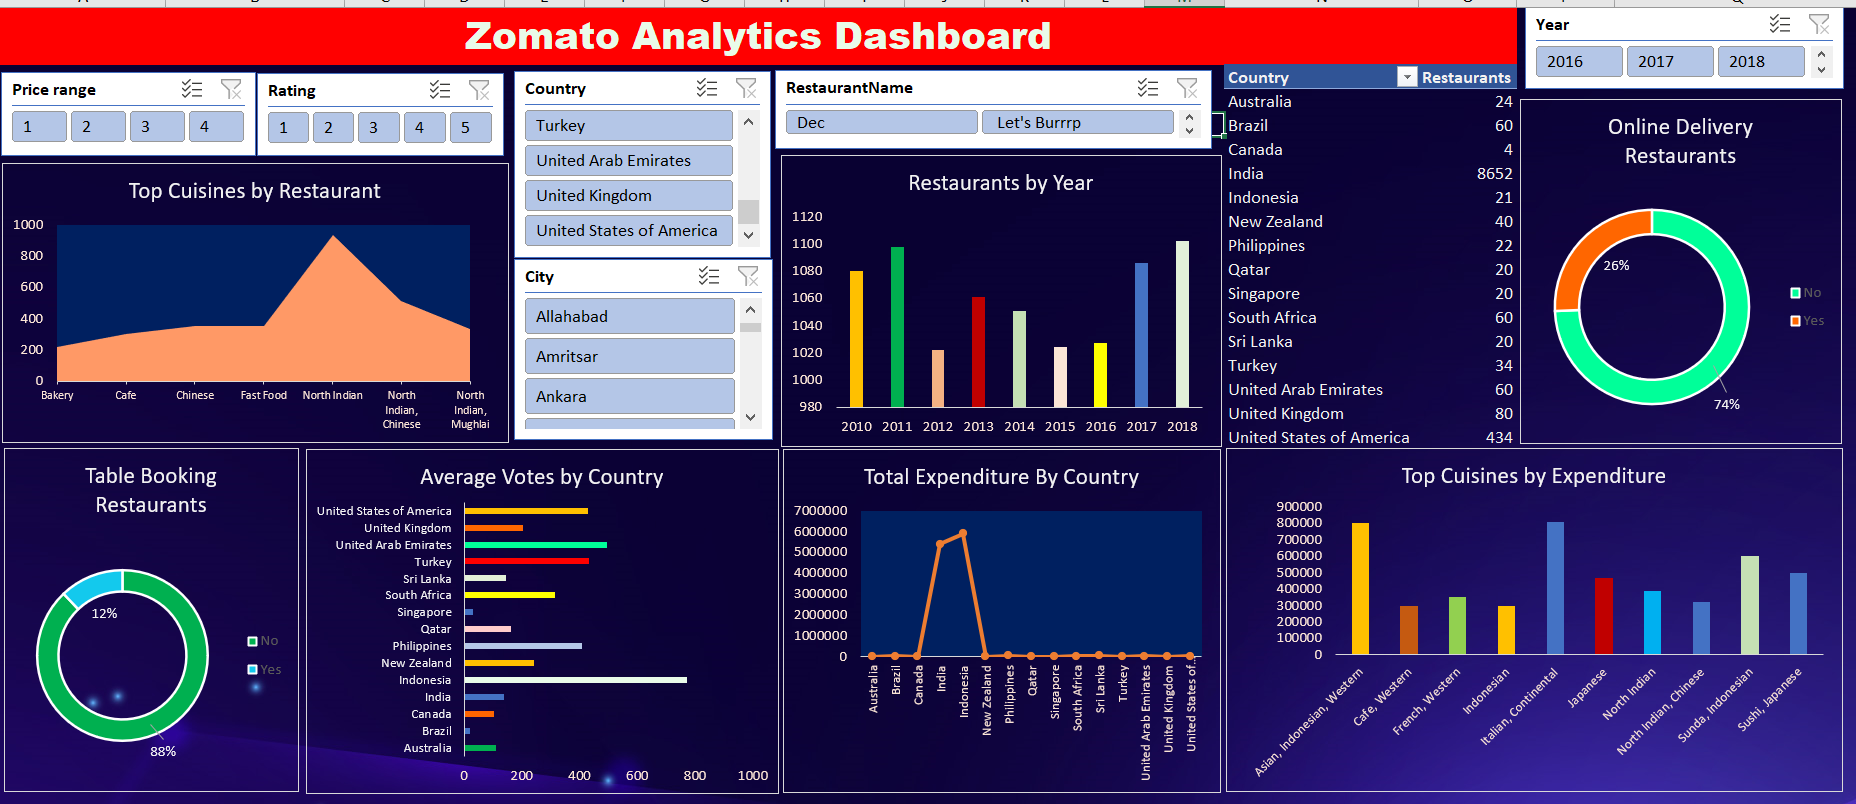 Zomato Analytics Dashboard
Year
2016 2017 2018
Price range
1 2 3 4
Rating
1 2 3 4 5
Country
Turkey
United Arab Emirates
United Kingdom
United States of America
City
Allahabad
Amritsar
Ankara
RestaurantName
Dec Let's Burrrp
Country Restaurants
Australia 24
Brazil 60
Canada 4
India 8652
Indonesia 21
New Zealand 40
Philippines 22
Qatar 20
Singapore 20
South Africa 60
Sri Lanka 20
Turkey 34
United Arab Emirates 60
United Kingdom 80
United States of America 434
Online Delivery
Restaurants
26%
74%
No
Yes
Top Cuisines by Restaurant
1000
800
600
400
200
0
Bakery
Cafe
Chinese
Fast Food
North Indian
North
Indian,
Chinese
North
Indian,
Mughlai
Restaurants by Year
1120
1100
1080
1060
1040
1020
1000
980
2010 2011 2012 2013 2014 2015 2016 2017 2018
Table Booking
Restaurants
12%
88%
No
Yes
Average Votes by Country
United States of America
United Kingdom
United Arab Emirates
Turkey
Sri Lanka
South Africa
Singapore
Qatar
Philippines
New Zealand
Indonesia
India
Canada
Brazil
Australia
0 200 400 600 800 1000
Total Expenditure By Country
7000000
6000000
5000000
4000000
3000000
2000000
1000000
0
Australia
Brazil
Canada
India
Indonesia
New Zealand
Philippines
Qatar
Singapore
South Africa
Sri Lanka
Turkey
United Arab Emirates
United Kingdom
United States of…
Top Cuisines by Expenditure
900000
800000
700000
600000
500000
400000
300000
200000
100000
0
Asian, Indonesian, Western
Cafe, Western
French, Western
Indonesian
Italian, Continental
Japanese
North Indian
North Indian, Chinese
Sunda, Indonesian
Sushi, Japanese